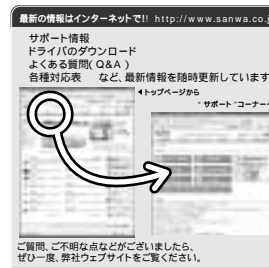 最新の情報はインターネットで!! http://www.sanwa.co.j
サポート情報
ドライバのダウンロード
よくある質問(Q&A)
各種対応表 など、最新情報を随時更新しています
◀トップページから
"サポート"コーナーへ
ご質問、ご不明な点などがございましたら、
ぜひ一度、弊社ウェブサイトをご覧ください。